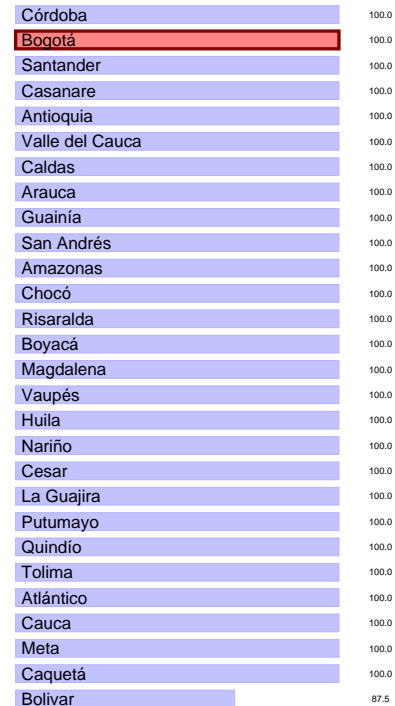 Córdoba 100.0
Bogotá 100.0
Santander 100.0
Casanare 100.0
Antioquia 100.0
Valle del Cauca 100.0
Caldas 100.0
Arauca 100.0
Guainía 100.0
San Andrés 100.0
Amazonas 100.0
Chocó 100.0
Risaralda 100.0
Boyacá 100.0
Magdalena 100.0
Vaupés 100.0
Huila 100.0
Nariño 100.0
Cesar 100.0
La Guajira 100.0
Putumayo 100.0
Quindío 100.0
Tolima 100.0
Atlántico 100.0
Cauca 100.0
Meta 100.0
Caquetá 100.0
Bolivar 87.5